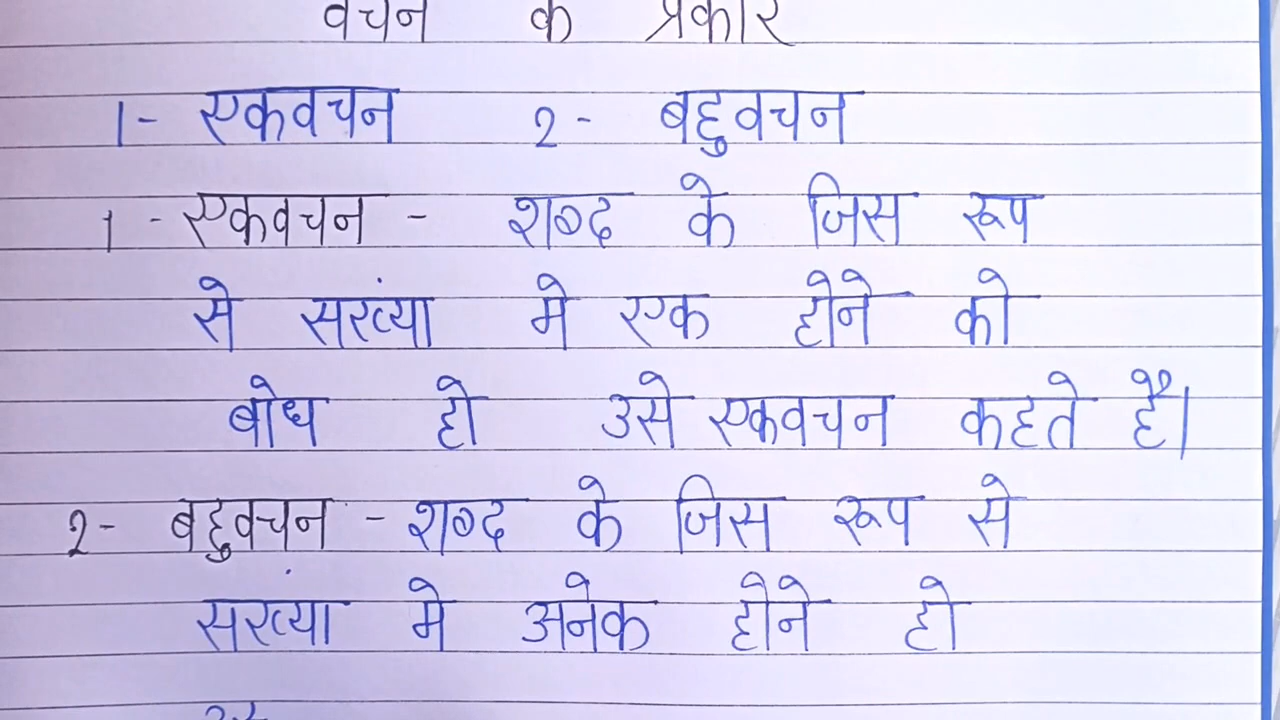 वचन के प्रकार
1- एकवचन 2- बहुवचन
1 - एकवचन - शब्द के जिस रूप
से सख्ंया मे एक होने को
बोध हो उसे एकवचन कहते है।
2- बहुवचन - शब्द के जिस रूप से
सख्ंया मे अनेक होने हो